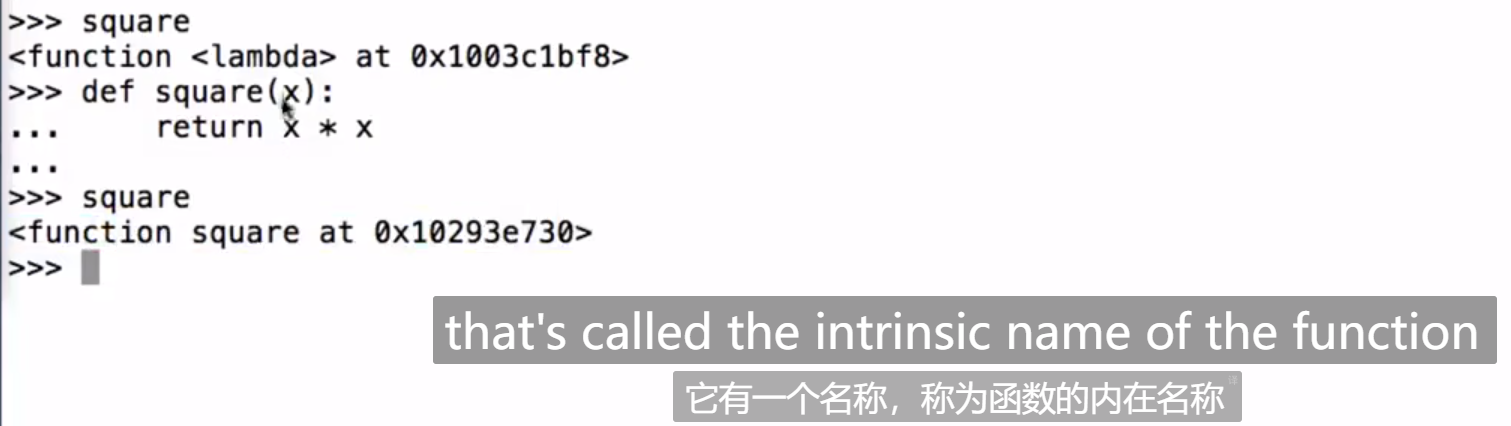 >>> square
<function <lambda> at 0x1003c1bf8>
>>> def square(x):
...     return x * x
...
>>> square
<function square at 0x10293e730>
>>>
that's called the intrinsic name of the function
它有一个名称，称为函数的内在名称